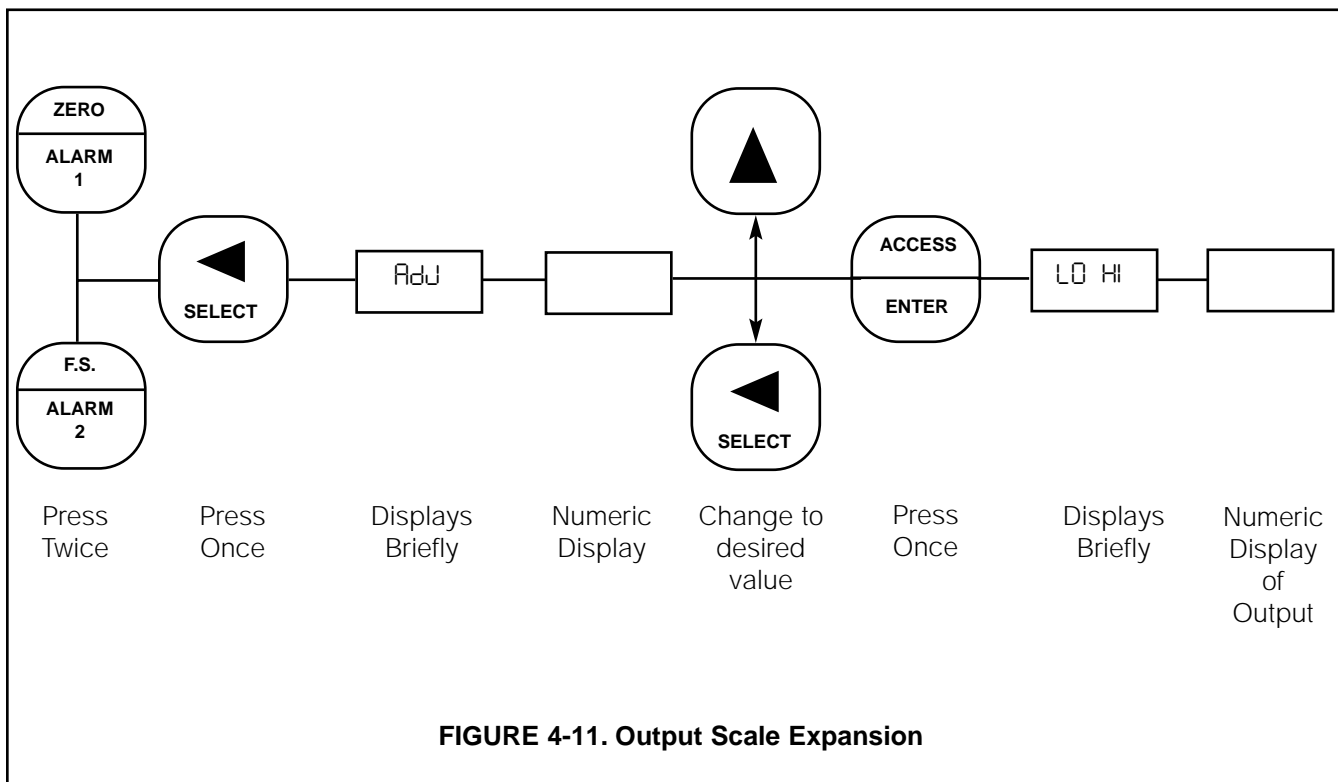 ZERO
ALARM
1
SELECT
F.S.
ALARM
2
AdJ
SELECT
ACCESS
ENTER
LO HI
Press
Twice
Press
Once
Displays
Briefly
Numeric
Display
Change to
desired
value
Press
Once
Displays
Briefly
Numeric
Display
of
Output
FIGURE 4-11. Output Scale Expansion